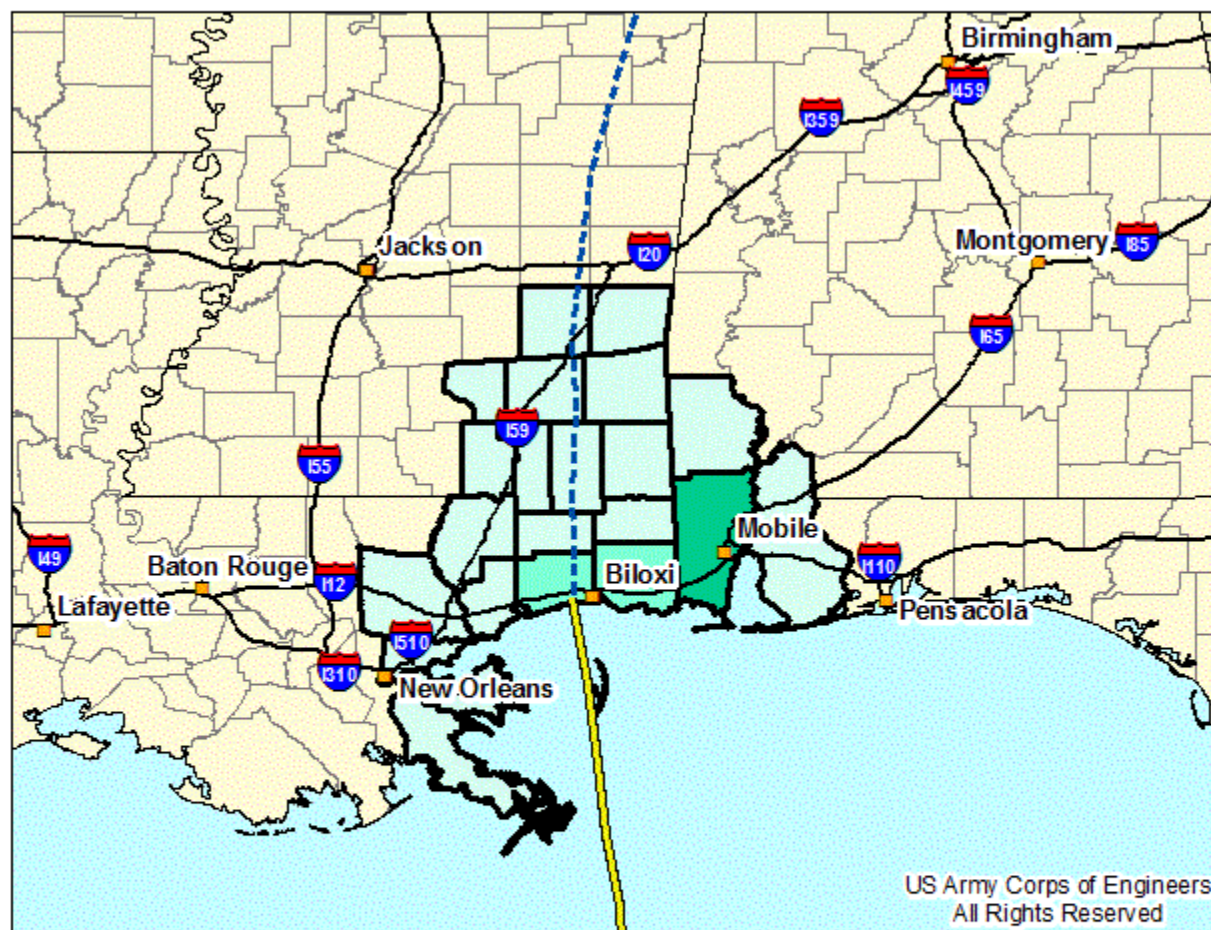 Birmingham
I459
I359
Jackson
I20
Montgomery
I85
I65
I59
I55
Mobile
I49
Baton Rouge
I12
Biloxi
I110
Lafayette
Pensacola
I510
I310
New Orleans
US Army Corps of Engineers
All Rights Reserved